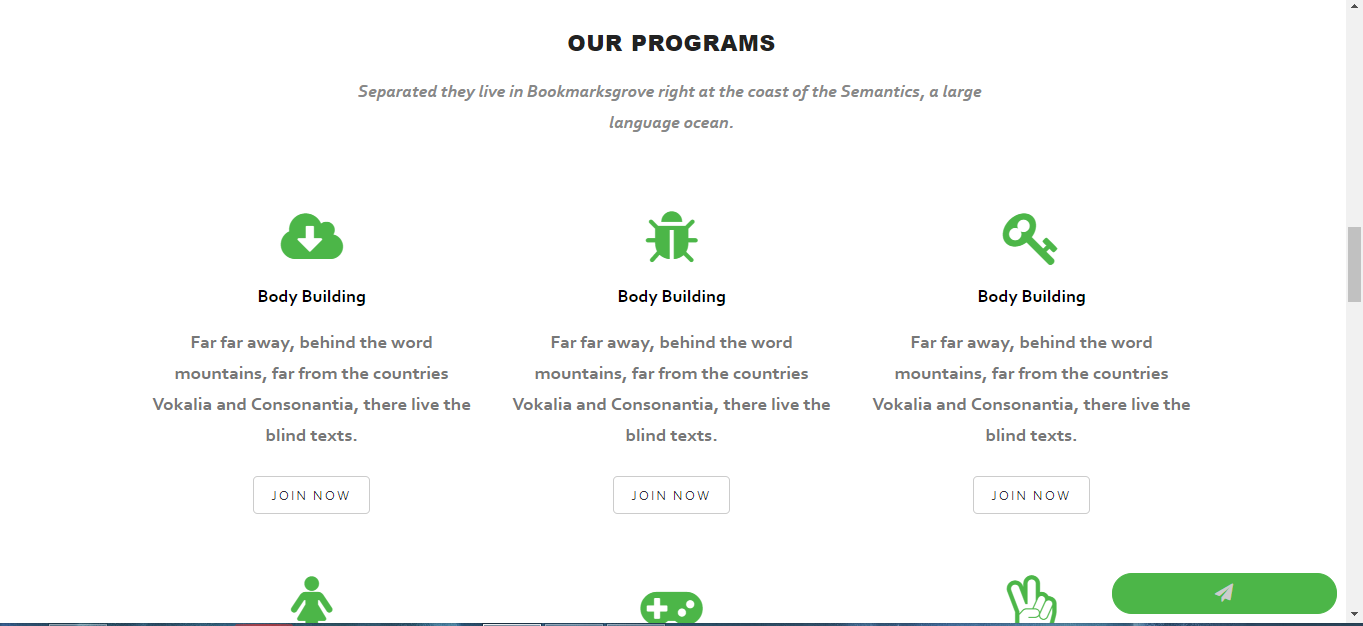 OUR PROGRAMS
Separated they live in Bookmarksgrove right at the coast of the Semantics, a large
language ocean.
Body Building
Far far away, behind the word
mountains, far from the countries
Vokalia and Consonantia, there live the
blind texts.
JOIN NOW
Body Building
Far far away, behind the word
mountains, far from the countries
Vokalia and Consonantia, there live the
blind texts.
JOIN NOW
Body Building
Far far away, behind the word
mountains, far from the countries
Vokalia and Consonantia, there live the
blind texts.
JOIN NOW